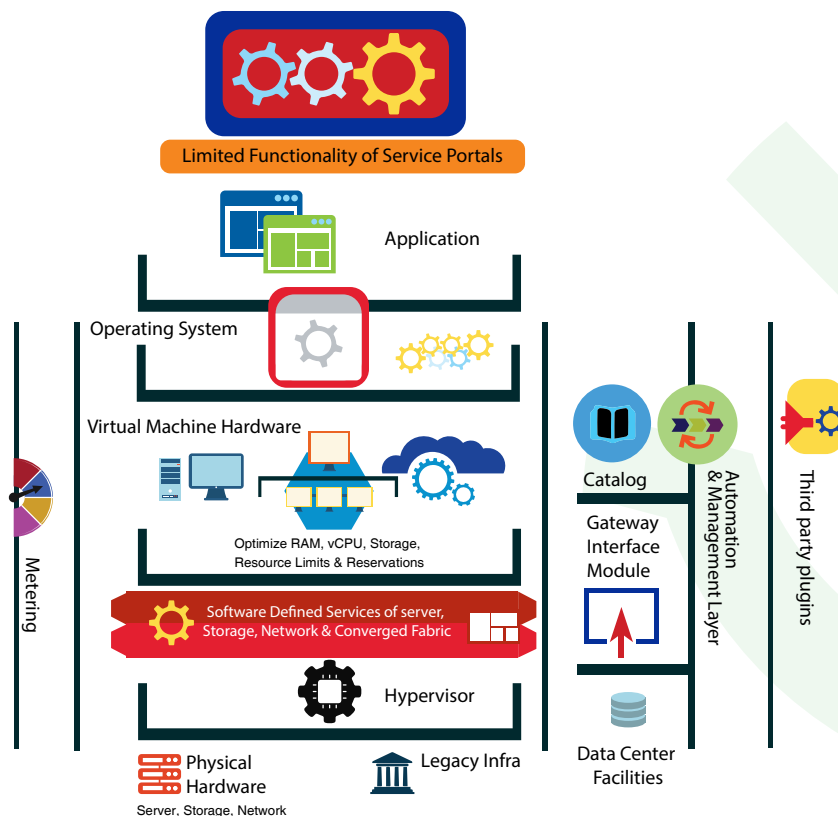 Limited Functionality of Service Portals
Application
Operating System
Virtual Machine Hardware
Optimize RAM, vCPU, Storage,
Resource Limits & Reservations
Software Defined Services of server,
Storage, Network & Converged Fabric
Hypervisor
Physical
Hardware
Server, Storage, Network
Legacy Infra
Metering
Catalog
Gateway
Interface
Module
Data Center
Facilities
Automation
& Management Layer
Third party plugins